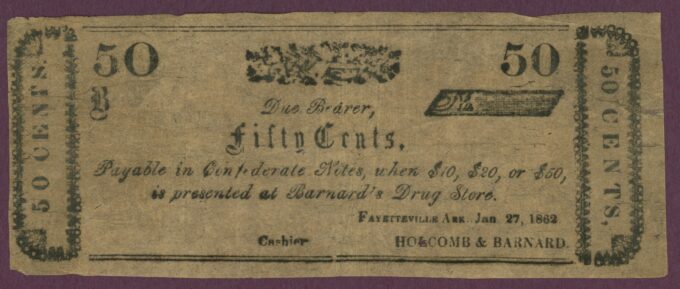 50 50
B No.
Due Bearer,
Fifty Cents,
Payable in Confederate Notes, when $10, $20, or $50,
is presented at Barnard's Drug Store.
FAYETTEVILLE ARK. Jan. 27, 1862
Cashier HOLCOMB & BARNARD.
50 CENTS.
50 CENTS,